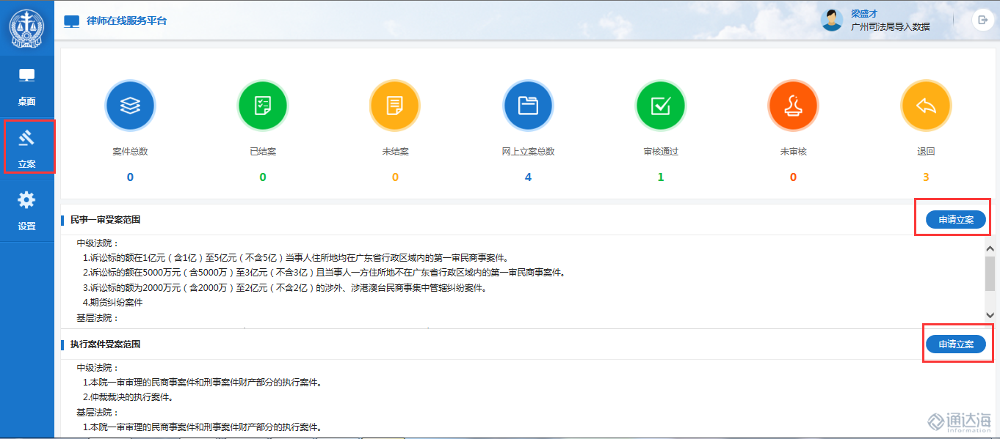 律师在线服务平台
梁盛才
广州司法局导入数据
桌面
立案
设置
案件总数
已结案
未结案
网上立案总数
审核通过
未审核
退回
0
0
0
4
1
0
3
民事一审受案范围
申请立案
中级法院：
1.诉讼标的额在1亿元（含1亿）至5亿元（不含5亿）当事人住所地均在广东省行政区域内的第一审民商事案件。
2.诉讼标的额在5000万元（含5000万）至3亿元（不含3亿）且当事人一方住所地不在广东省行政区域内的第一审民商事案件。
3.诉讼标的额为2000万元（含2000万）至2亿元（不含2亿）的涉外、涉港澳台民商事集中管辖纠纷案件。
4.期货纠纷案件
基层法院：
执行案件受案范围
申请立案
中级法院：
1.本院一审审理的民商事案件和刑事案件财产部分的执行案件。
2.仲裁裁决的执行案件。
基层法院：
1.本院一审审理的民商事案件和刑事案件财产部分的执行案件。
通达海
Information